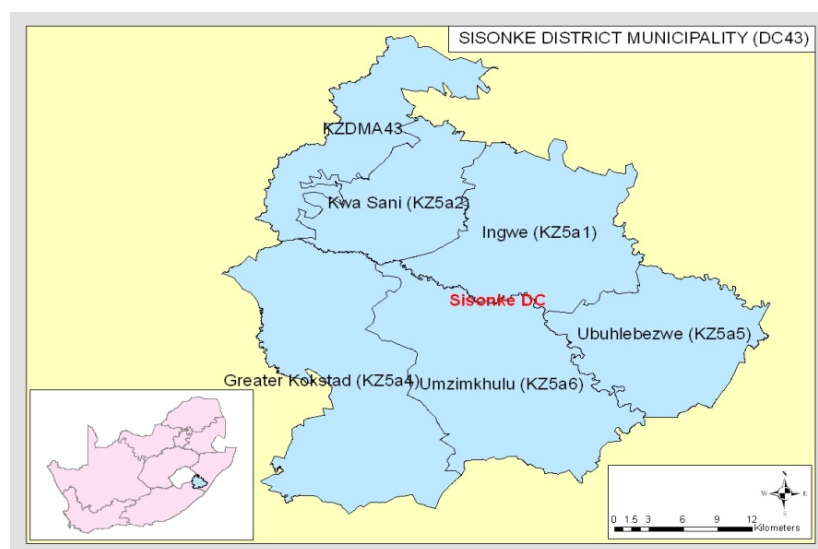 SISONKE DISTRICT MUNICIPALITY (DC43)
KZDMA43
Kwa Sani (KZ5a2)
Ingwe (KZ5a1)
Sisonke DC
Ubuhlebezwe (KZ5a5)
Greater Kokstad (KZ5a4)
Umzimkhulu (KZ5a6)
N
W E
S
0 1.5 3 6 9 12
Kilometers